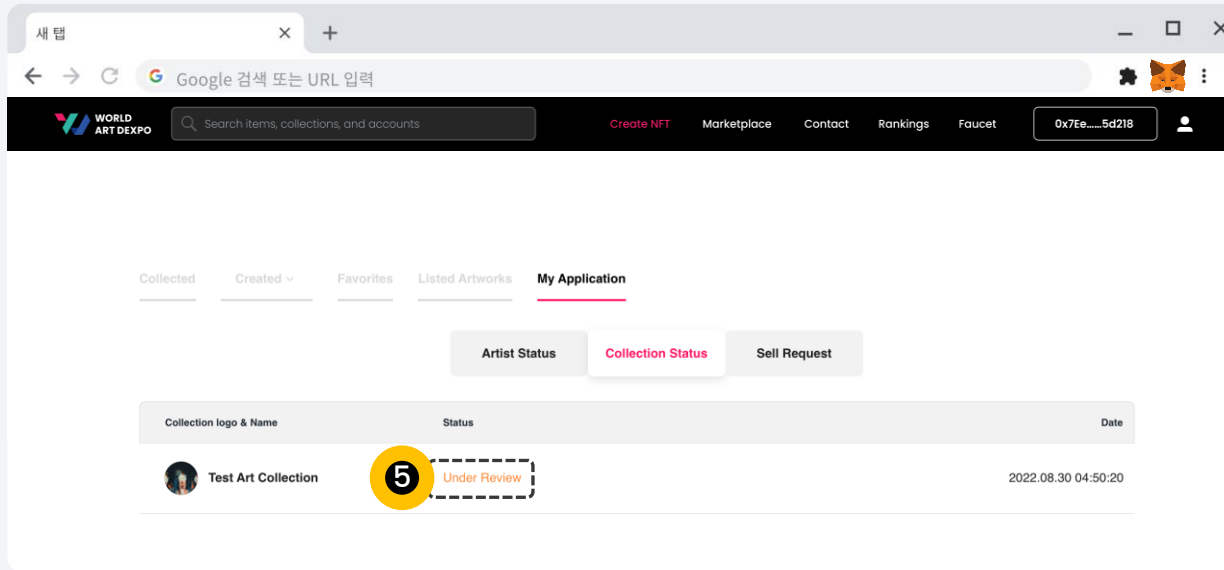 새 탭
Google 검색 또는 URL 입력
WORLD
ART DEXPO
Search items, collections, and accounts
Create NFT
Marketplace
Contact
Rankings
Faucet
0x7Ee......5d218
Collected
Created
Favorites
Listed Artworks
My Application
Artist Status
Collection Status
Sell Request
Collection logo & Name
Status
Date
Test Art Collection
5
Under Review
2022.08.30 04:50:20